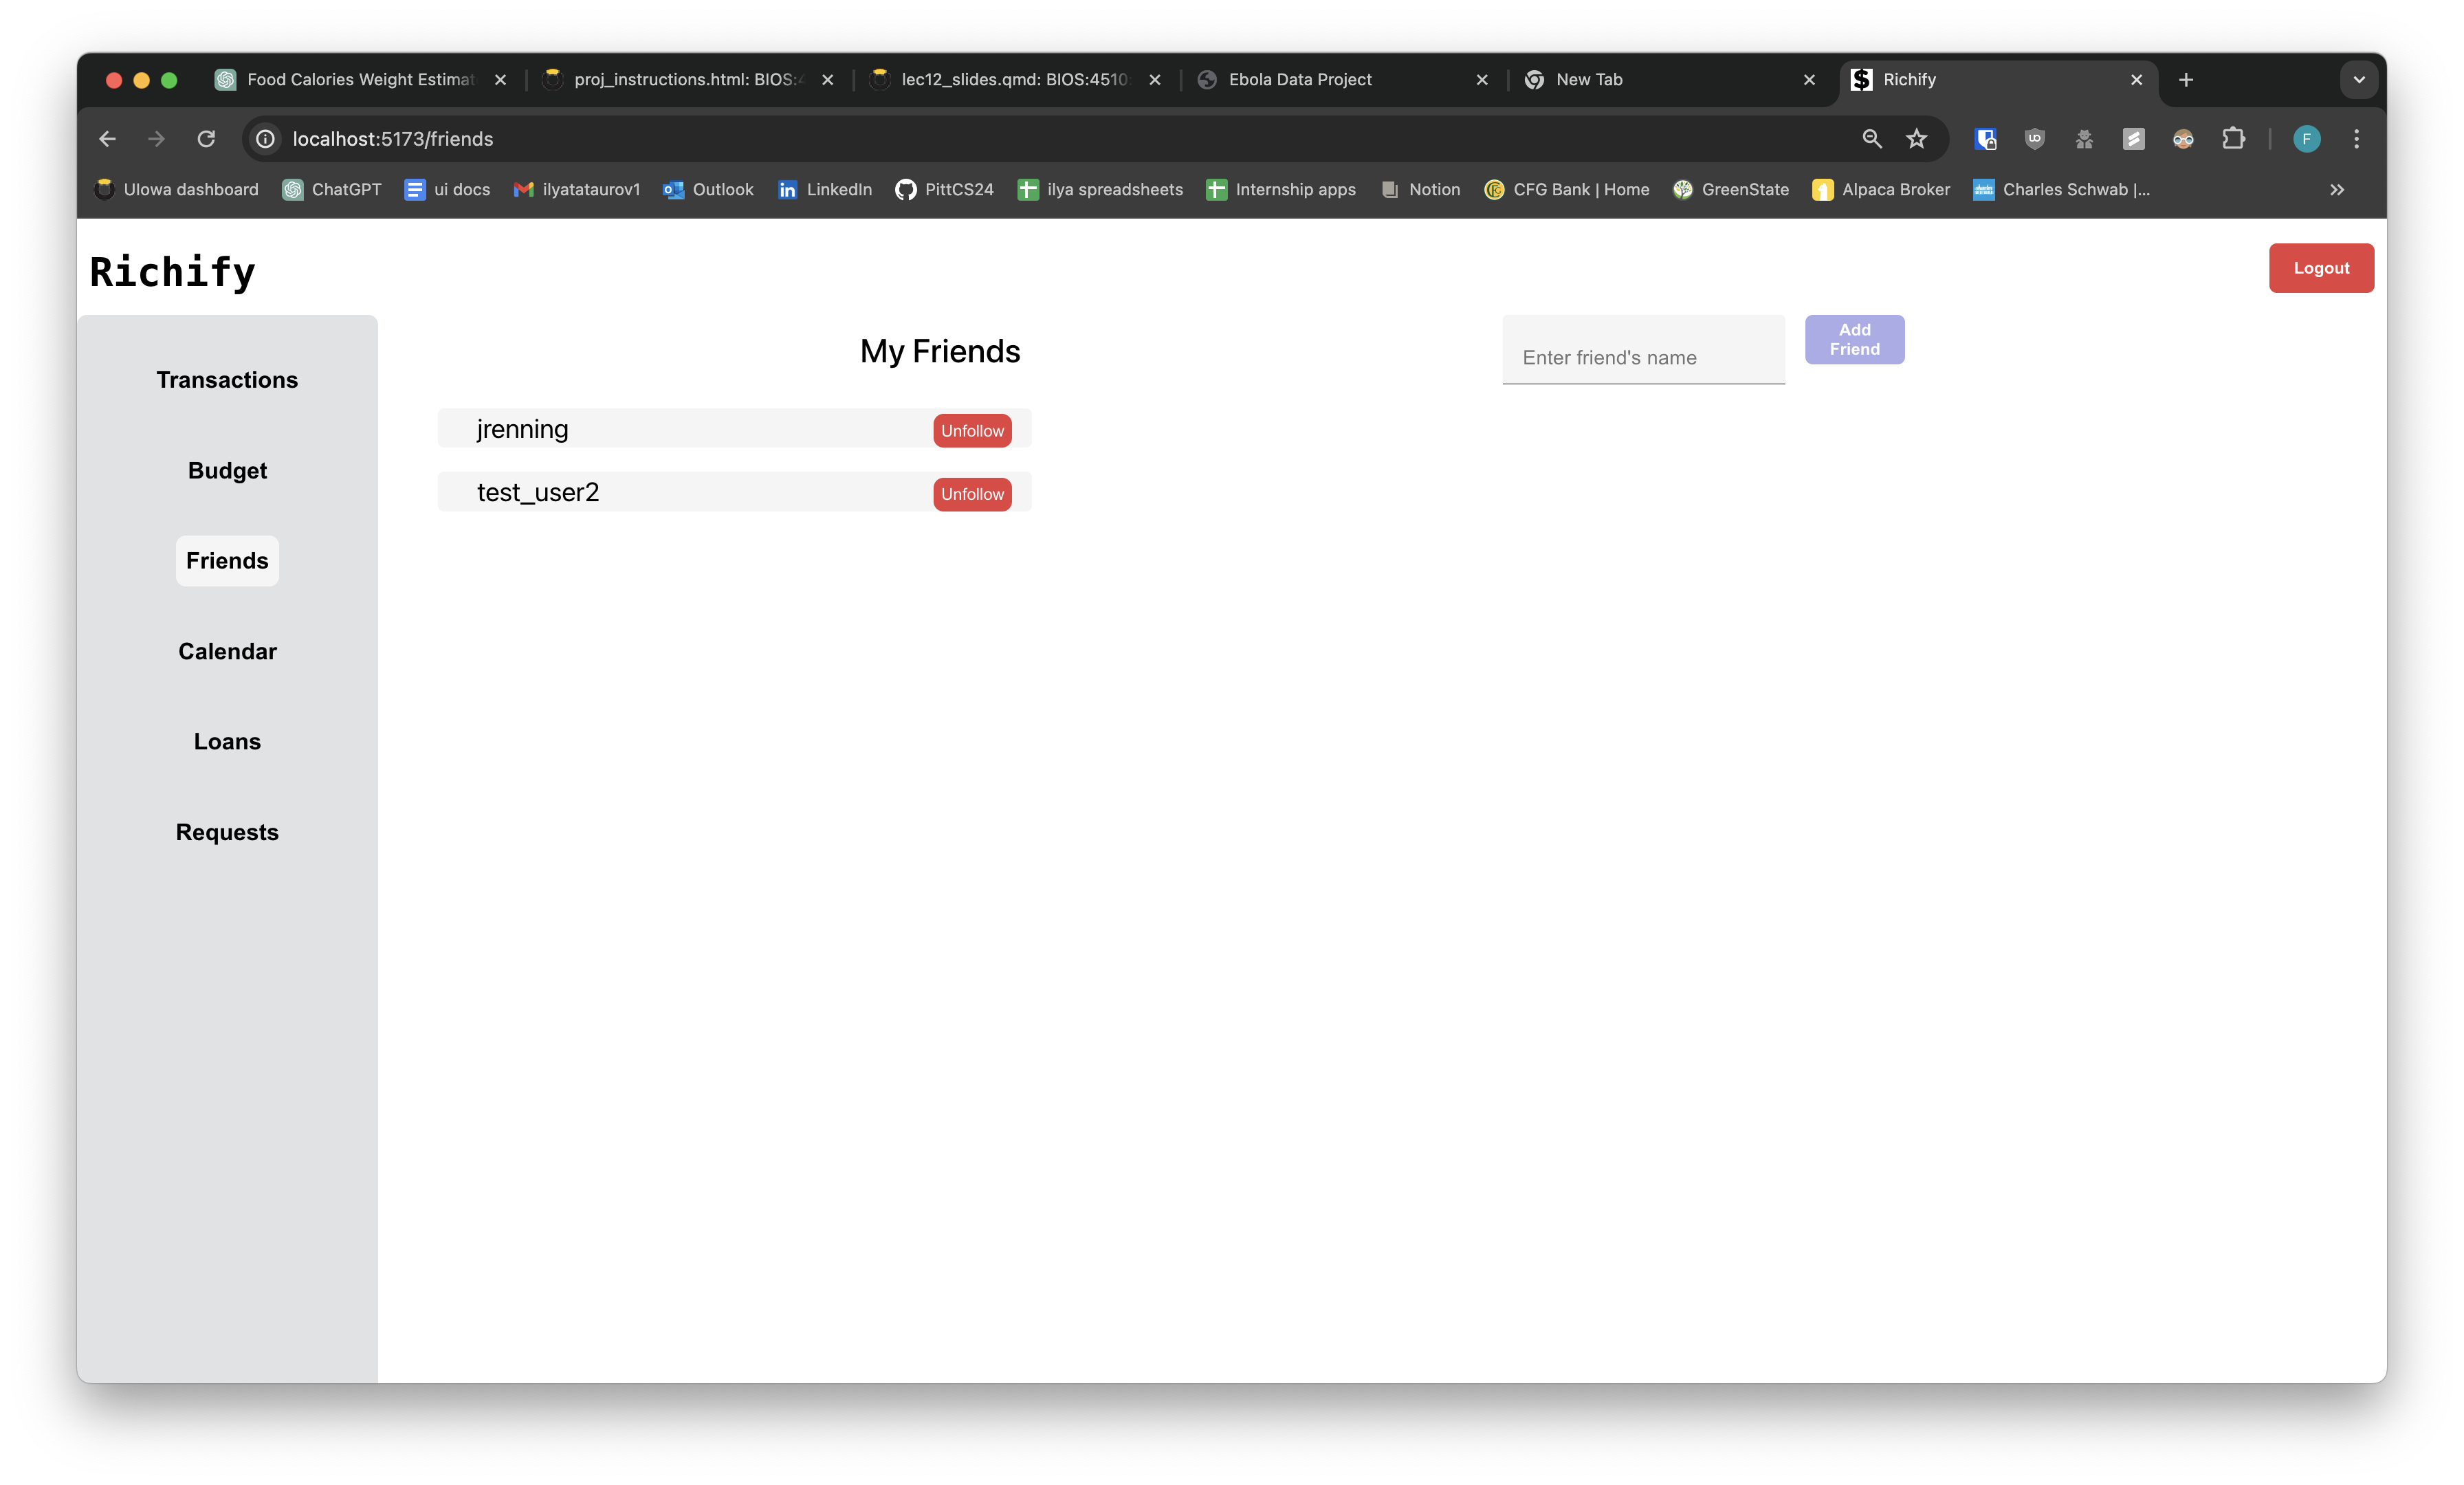 Food Calories Weight Estimat
proj_instructions.html: BIOS:4
lec12_slides.qmd: BIOS:4510:
Ebola Data Project
New Tab
Richify
localhost:5173/friends
F
UIowa dashboard
ChatGPT
ui docs
ilyatataurov1
Outlook
LinkedIn
PittCS24
ilya spreadsheets
Internship apps
Notion
CFG Bank | Home
GreenState
Alpaca Broker
Charles Schwab |...
Richify
Logout
Transactions
Budget
Friends
Calendar
Loans
Requests
My Friends
jrenning
Unfollow
test_user2
Unfollow
Enter friend's name
Add
Friend